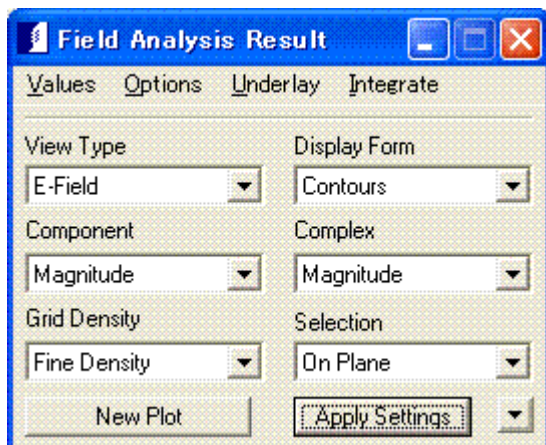 Field Analysis Result
Values Options Underlay Integrate
View Type Display Form
E-Field Contours
Component Complex
Magnitude Magnitude
Grid Density Selection
Fine Density On Plane
New Plot Apply Settings